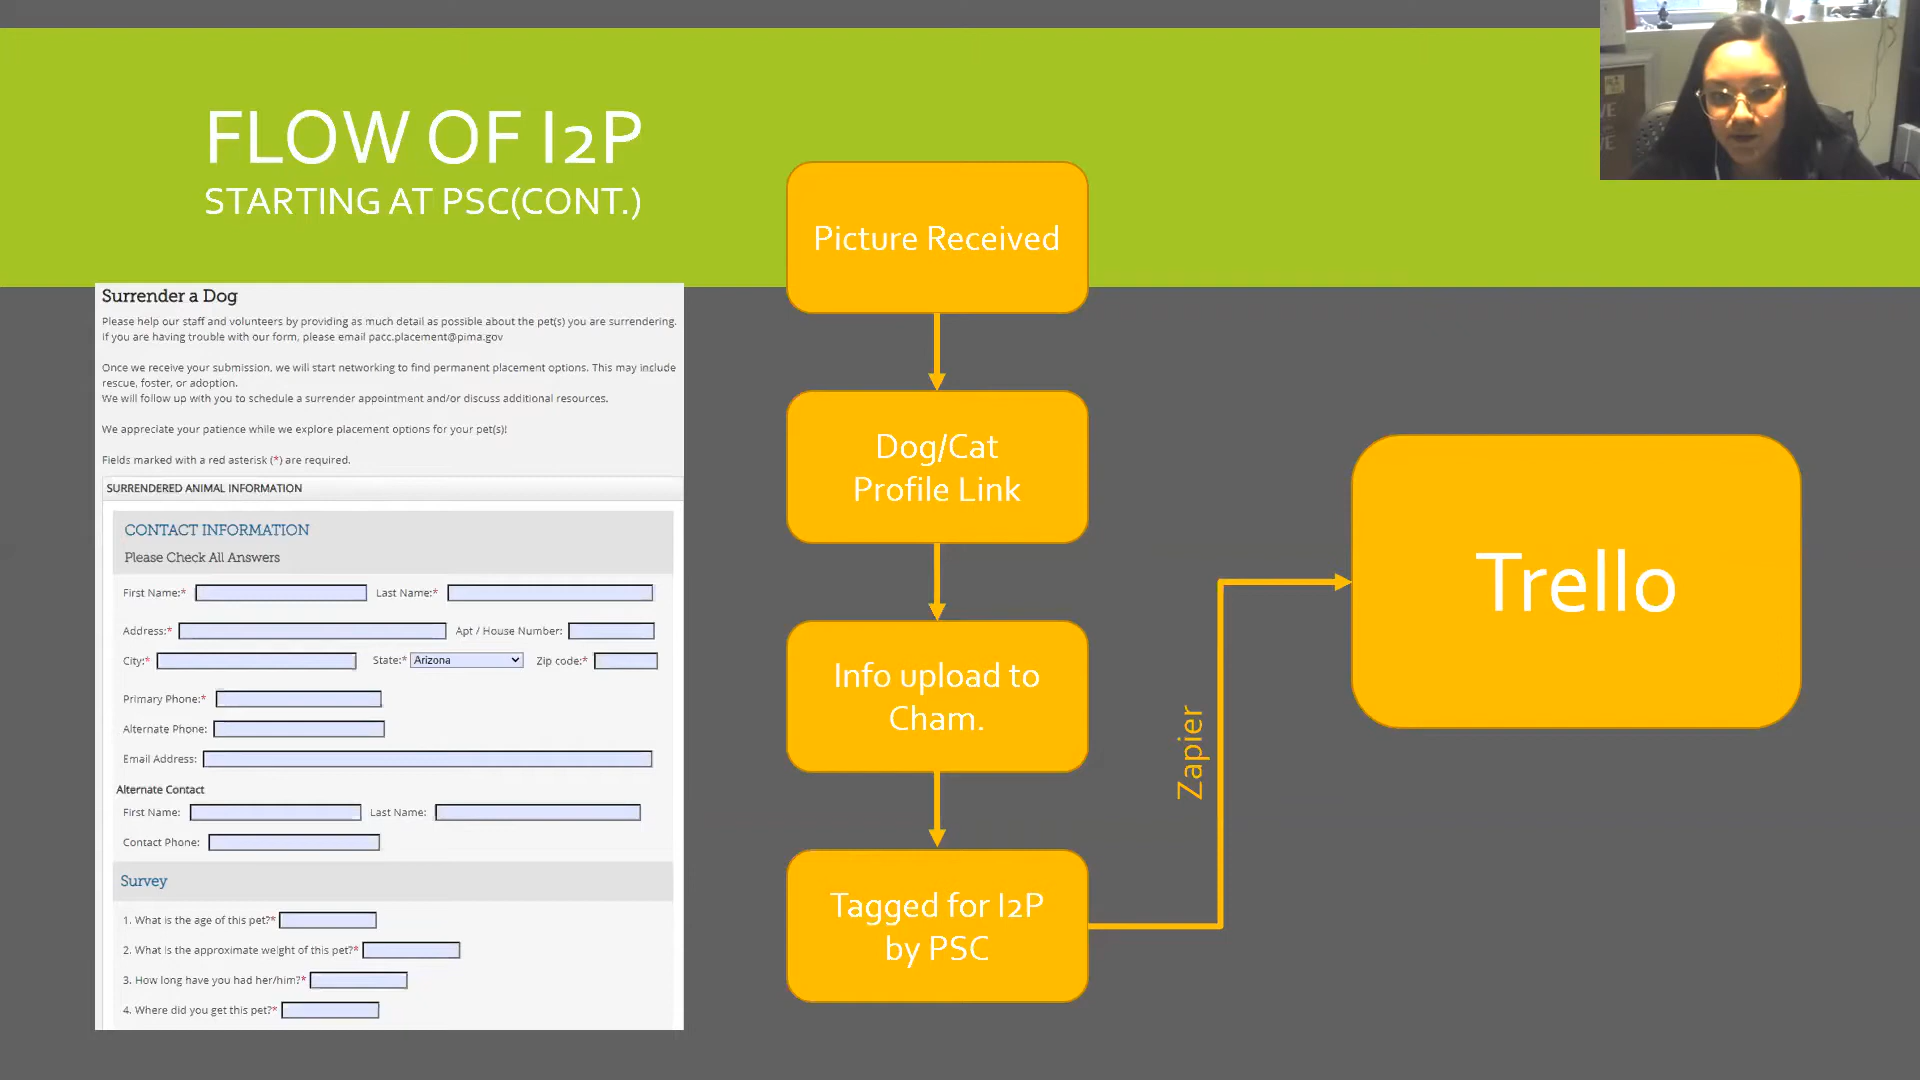 FLOW OF I2P
STARTING AT PSC(CONT.)
Surrender a Dog
Please help our staff and volunteers by providing as much detail as possible about the pet(s) you are surrendering.
If you are having trouble with our form, please email pacc.placement@pima.gov
Once we receive your submission, we will start networking to find permanent placement options. This may include
rescue, foster, or adoption.
We will follow up with you to schedule a surrender appointment and/or discuss additional resources.
We appreciate your patience while we explore placement options for your pet(s)!
Fields marked with a red asterisk (*) are required.
SURRENDERED ANIMAL INFORMATION
CONTACT INFORMATION
Please Check All Answers
First Name:* Last Name:*
Address:* Apt / House Number:
City:* State:* Arizona Zip code:*
Primary Phone:*
Alternate Phone:
Email Address:
Alternate Contact
First Name: Last Name:
Contact Phone:
Survey
1. What is the age of this pet?*
2. What is the approximate weight of this pet?*
3. How long have you had her/him?*
4. Where did you get this pet?*
Picture Received
Dog/Cat
Profile Link
Info upload to
Cham.
Tagged for I2P
by PSC
Zapier
Trello